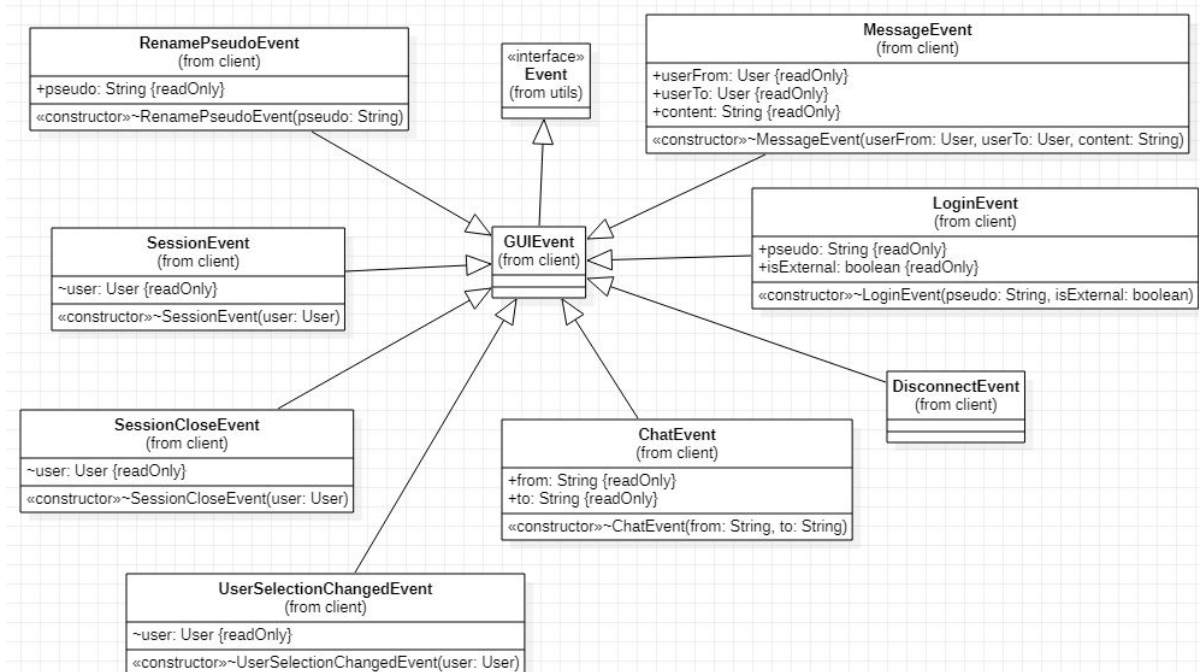 RenamePseudoEvent
(from client)
+pseudo: String {readOnly}
«constructor»~RenamePseudoEvent(pseudo: String)
«interface»
Event
(from utils)
MessageEvent
(from client)
+userFrom: User {readOnly}
+userTo: User {readOnly}
+content: String {readOnly}
«constructor»~MessageEvent(userFrom: User, userTo: User, content: String)
SessionEvent
(from client)
~user: User {readOnly}
«constructor»~SessionEvent(user: User)
GUIEvent
(from client)
LoginEvent
(from client)
+pseudo: String {readOnly}
+isExternal: boolean {readOnly}
«constructor»~LoginEvent(pseudo: String, isExternal: boolean)
SessionCloseEvent
(from client)
~user: User {readOnly}
«constructor»~SessionCloseEvent(user: User)
ChatEvent
(from client)
+from: String {readOnly}
+to: String {readOnly}
«constructor»~ChatEvent(from: String, to: String)
DisconnectEvent
(from client)
UserSelectionChangedEvent
(from client)
~user: User {readOnly}
«constructor»~UserSelectionChangedEvent(user: User)